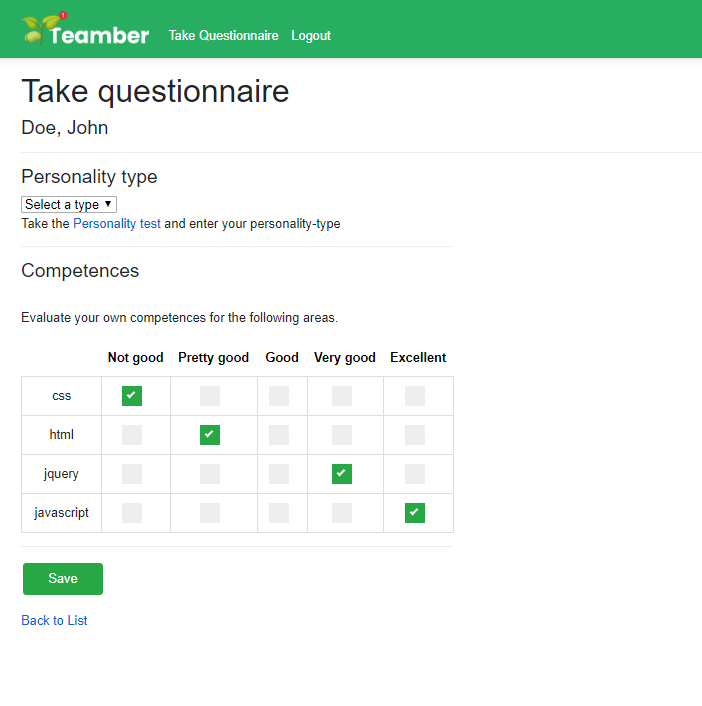 Teamber Take Questionnaire Logout
Take questionnaire
Doe, John
Personality type
Select a type
Take the Personality test and enter your personality-type
Competences
Evaluate your own competences for the following areas.
Not good Pretty good Good Very good Excellent
css
html
jquery
javascript
Save
Back to List